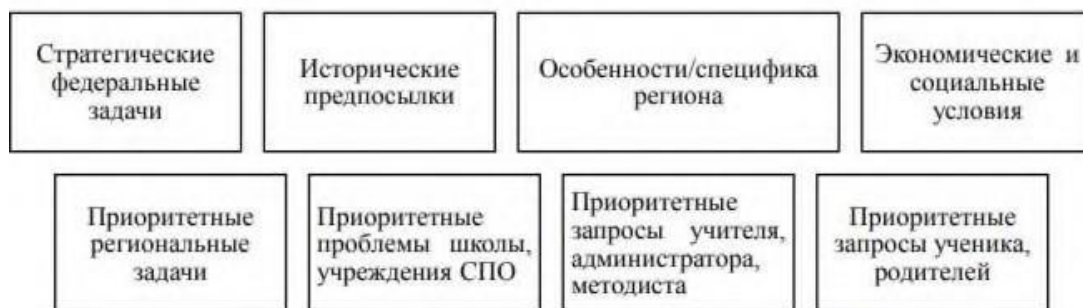 Стратегические
федеральные
задачи
Исторические
предпосылки
Особенности/специфика
региона
Экономические и
социальные
условия
Приоритетные
региональные
задачи
Приоритетные
проблемы школы,
учреждения СПО
Приоритетные
запросы учителя,
администратора,
методиста
Приоритетные
запросы ученика,
родителей